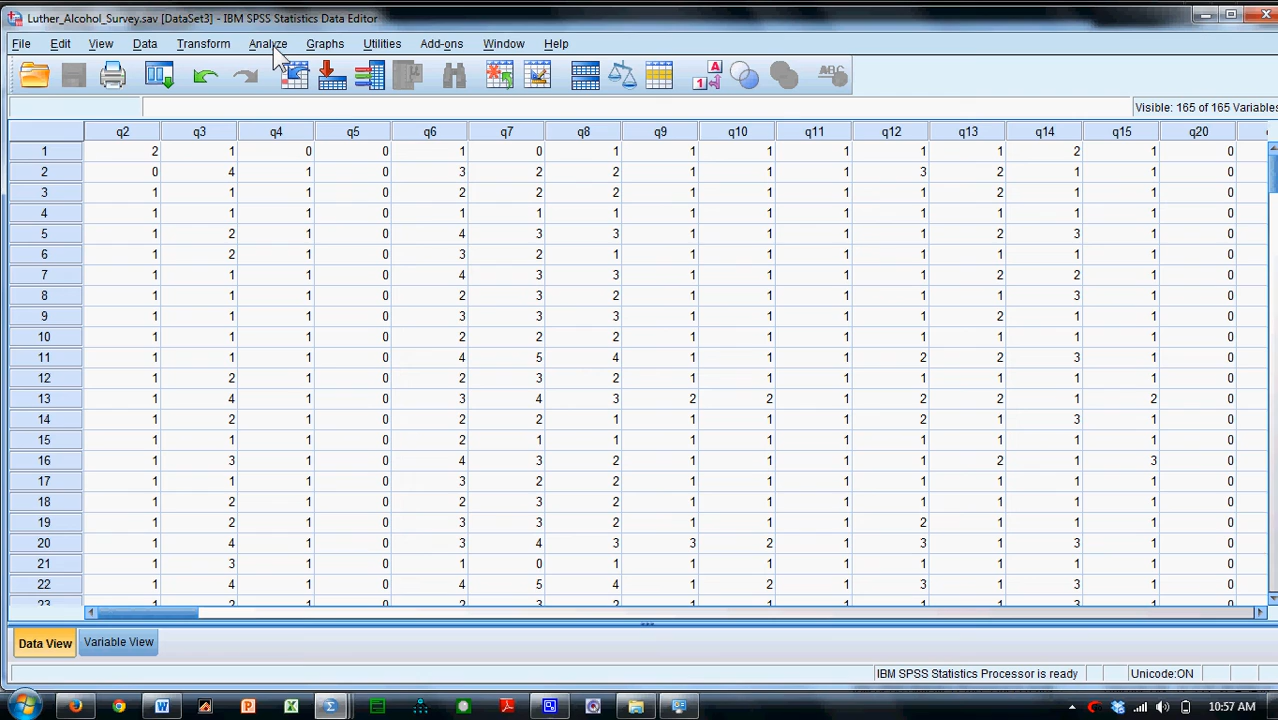 Luther_Alcohol_Survey.sav [DataSet3] - IBM SPSS Statistics Data Editor
File Edit View Data Transform Analyze Graphs Utilities Add-ons Window Help
1 A ABC
Visible: 165 of 165 Variables
q2 q3 q4 q5 q6 q7 q8 q9 q10 q11 q12 q13 q14 q15 q20
1 2 1 0 0 1 0 1 1 1 1 1 1 2 1 0
2 0 4 1 0 3 2 2 1 1 1 3 2 1 1 0
3 1 1 1 0 2 2 2 1 1 1 1 2 1 1 0
4 1 1 1 0 1 1 1 1 1 1 1 1 1 1 0
5 1 2 1 0 4 3 3 1 1 1 1 2 3 1 0
6 1 2 1 0 3 2 1 1 1 1 1 1 1 1 0
7 1 1 1 0 4 3 3 1 1 1 1 2 2 1 0
8 1 1 1 0 2 3 2 1 1 1 1 1 3 1 0
9 1 1 1 0 3 3 3 1 1 1 1 2 1 1 0
10 1 1 1 0 2 2 2 1 1 1 1 1 1 1 0
11 1 1 1 0 4 5 4 1 1 1 2 2 3 1 0
12 1 2 1 0 2 3 2 1 1 1 1 1 1 1 0
13 1 4 1 0 3 4 3 2 2 1 2 2 1 2 0
14 1 2 1 0 2 2 1 1 1 1 2 1 3 1 0
15 1 1 1 0 2 1 1 1 1 1 1 1 1 1 0
16 1 3 1 0 4 3 2 1 1 1 1 2 1 3 0
17 1 1 1 0 3 2 2 1 1 1 1 1 1 1 0
18 1 2 1 0 2 3 2 1 1 1 1 1 1 1 0
19 1 2 1 0 3 3 2 1 1 1 2 1 1 1 0
20 1 4 1 0 3 4 3 3 2 1 3 1 3 1 0
21 1 3 1 0 1 0 1 1 1 1 1 1 1 1 0
22 1 4 1 0 4 5 4 1 2 1 3 1 3 1 0
23 1 2 1 0 2 3 2 1 1 1 1 1 3 1 0
Data View Variable View
IBM SPSS Statistics Processor is ready Unicode:ON
10:57 AM